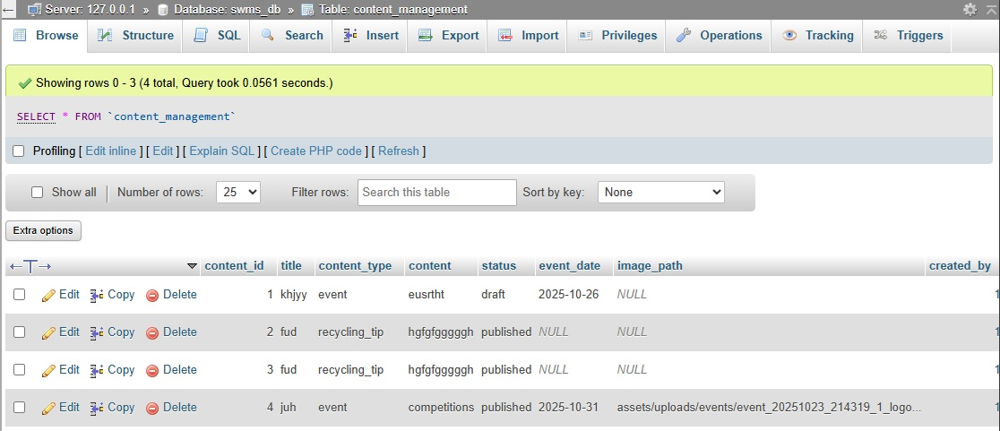 Server: 127.0.0.1 » Database: swms_db » Table: content_management
Browse Structure SQL Search Insert Export Import Privileges Operations Tracking Triggers
Showing rows 0 - 3 (4 total, Query took 0.0561 seconds.)
SELECT * FROM `content_management`
Profiling [ Edit inline ] [ Edit ] [ Explain SQL ] [ Create PHP code ] [ Refresh ]
Show all Number of rows: 25 Filter rows: Search this table Sort by key: None
Extra options
content_id title content_type content status event_date image_path created_by
Edit Copy Delete 1 khjyy event eusrtht draft 2025-10-26 NULL 1
Edit Copy Delete 2 fud recycling_tip hgfgfgggggh published NULL NULL 1
Edit Copy Delete 3 fud recycling_tip hgfgfgggggh published NULL NULL 1
Edit Copy Delete 4 juh event competitions published 2025-10-31 assets/uploads/events/event_20251023_214319_1_logo... 1